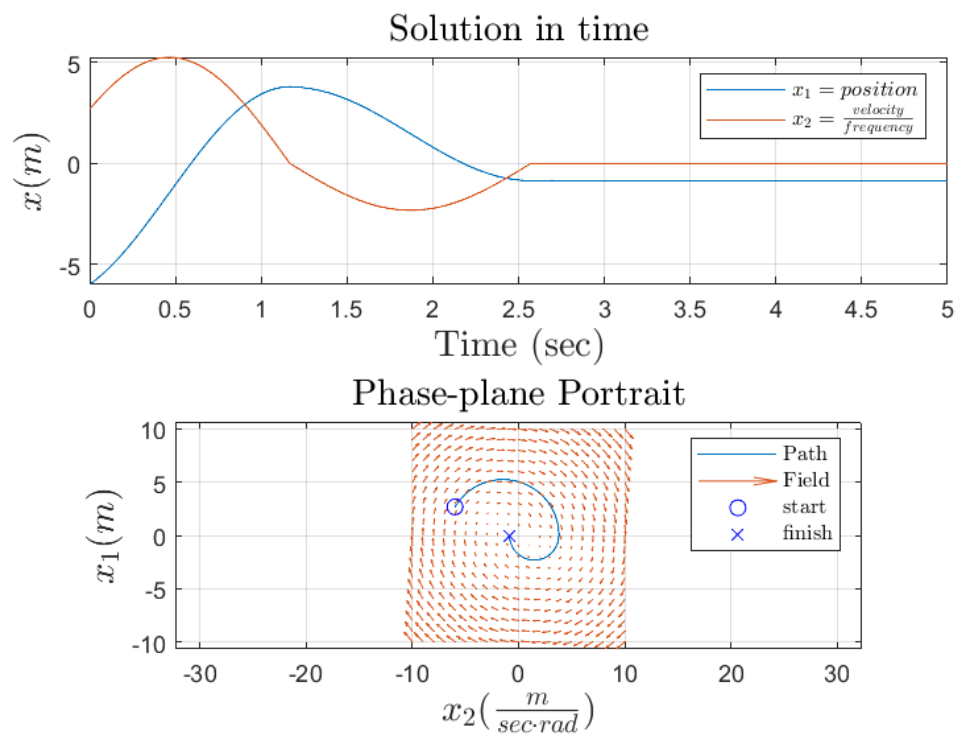 Solution in time
5
0
-5
x(m)
x₁ = position
x₂ = velocity/frequency
0 0.5 1 1.5 2 2.5 3 3.5 4 4.5 5
Time (sec)
Phase-plane Portrait
10
5
0
-5
-10
x₁(m)
Path
Field
start
finish
-30 -20 -10 0 10 20 30
x₂(m/sec·rad)